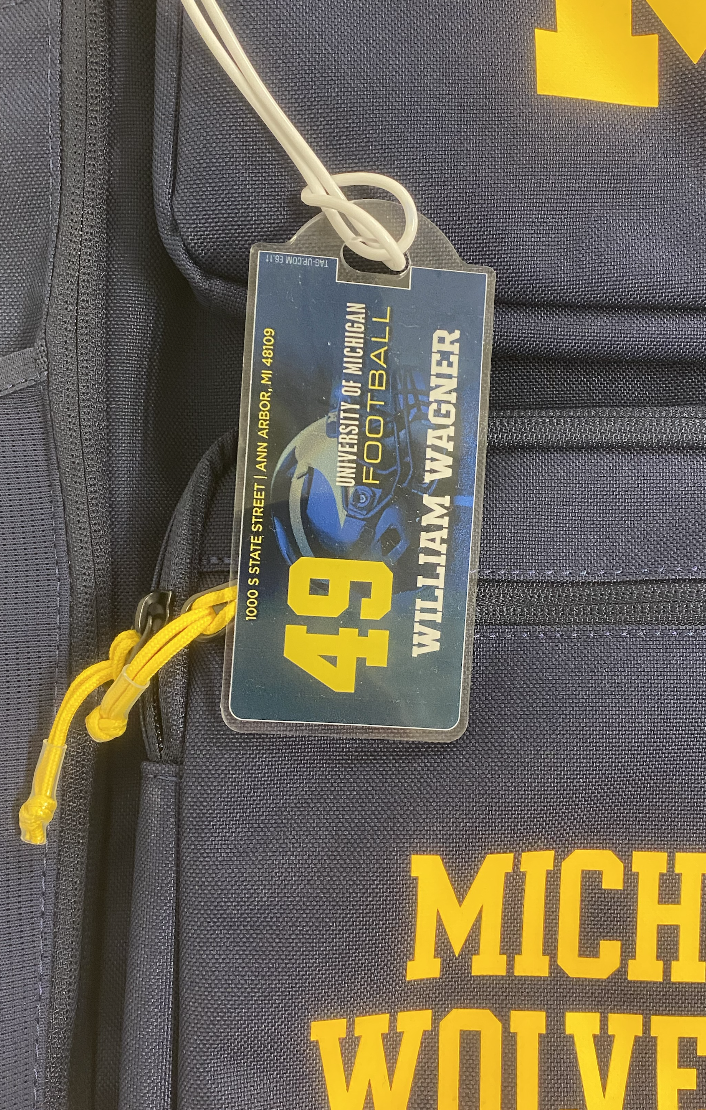 M
TAG-UP.COM E6.11
UNIVERSITY OF MICHIGAN
FOOTBALL
49
WILLIAM WAGNER
1000 S STATE STREET | ANN ARBOR, MI 48109
MICH
WOLVE